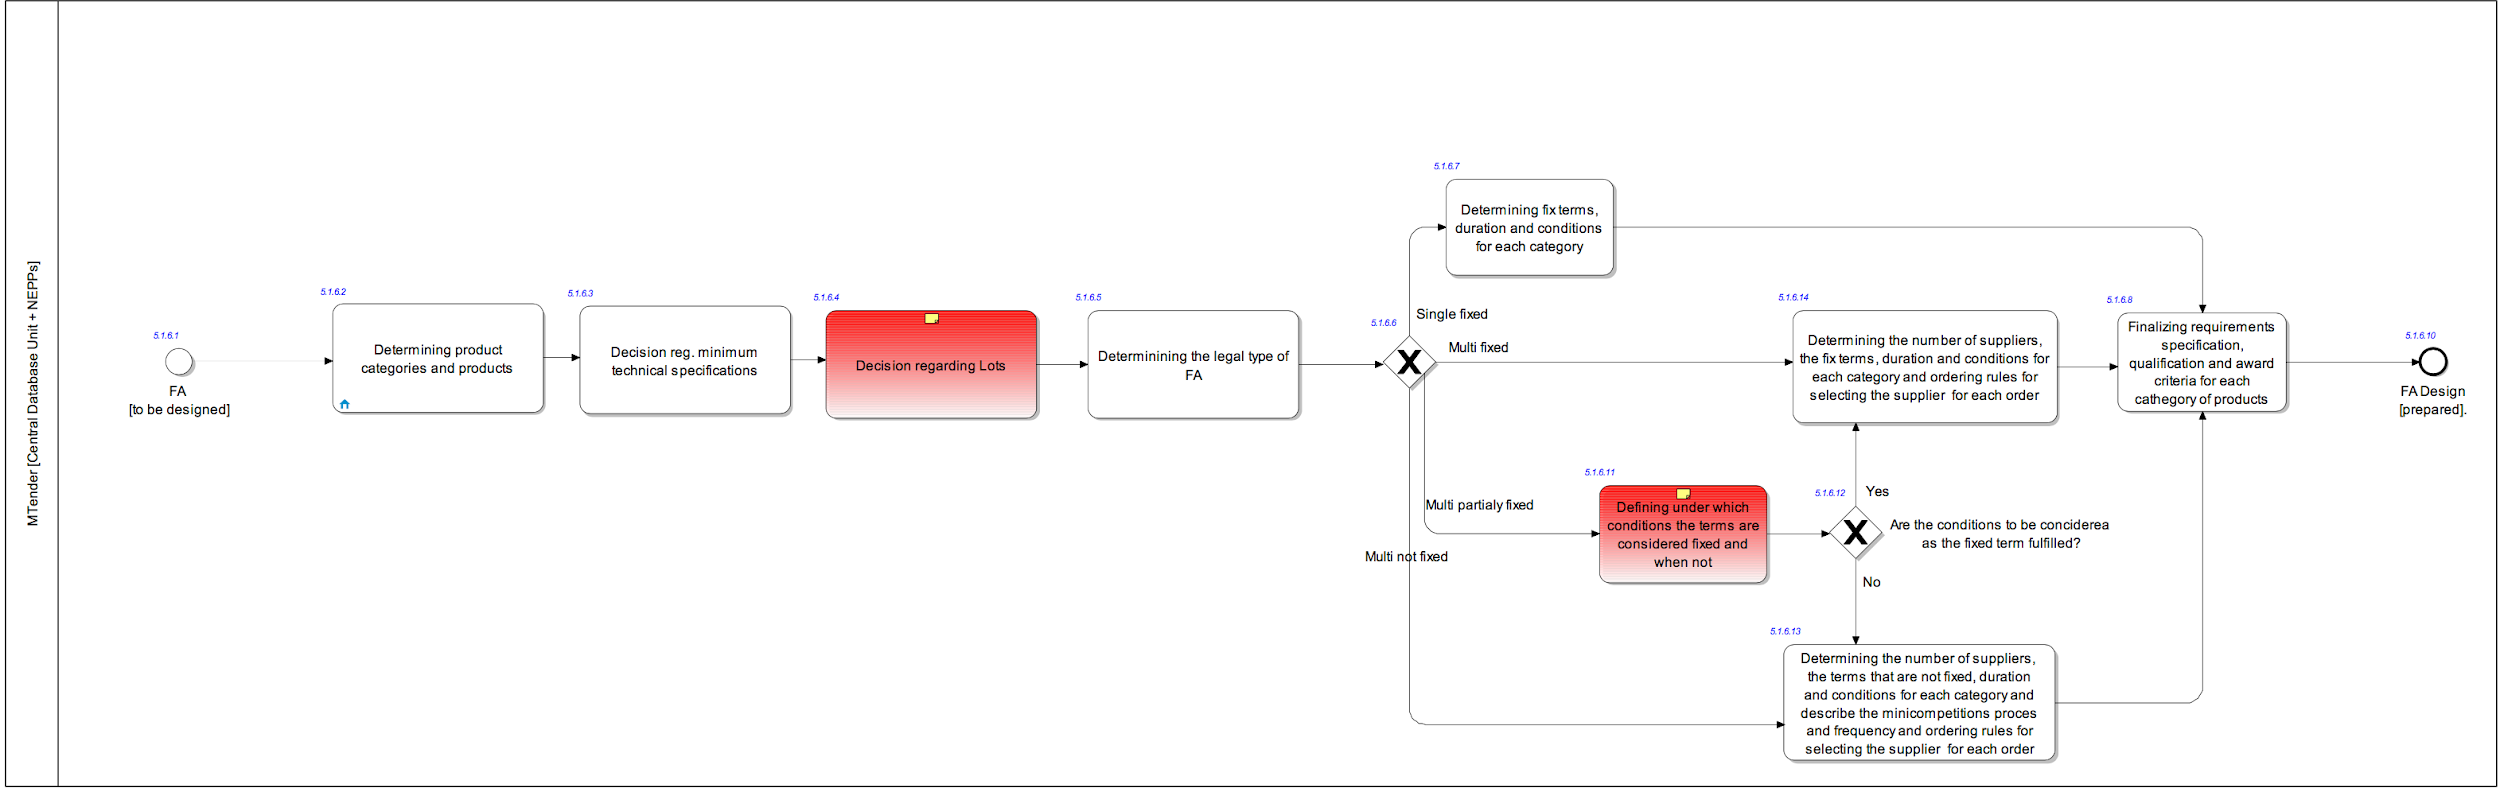 MTender [Central Database Unit + NEPPs]
5.1.6.1
FA
[to be designed]
5.1.6.2
Determining product
categories and products
5.1.6.3
Decision reg. minimum
technical specifications
5.1.6.4
Decision regarding Lots
5.1.6.5
Determinining the legal type of
FA
5.1.6.6
Single fixed
Multi fixed
Multi partialy fixed
Multi not fixed
5.1.6.7
Determining fix terms,
duration and conditions
for each category
5.1.6.14
Determining the number of suppliers,
the fix terms, duration and conditions for
each category and ordering rules for
selecting the supplier for each order
5.1.6.11
Defining under which
conditions the terms are
considered fixed and
when not
5.1.6.12
Yes
Are the conditions to be conciderea
as the fixed term fulfilled?
No
5.1.6.13
Determining the number of suppliers,
the terms that are not fixed, duration
and conditions for each category and
describe the minicompetitions proces
and frequency and ordering rules for
selecting the supplier for each order
5.1.6.8
Finalizing requirements
specification,
qualification and award
criteria for each
cathegory of products
5.1.6.10
FA Design
[prepared].